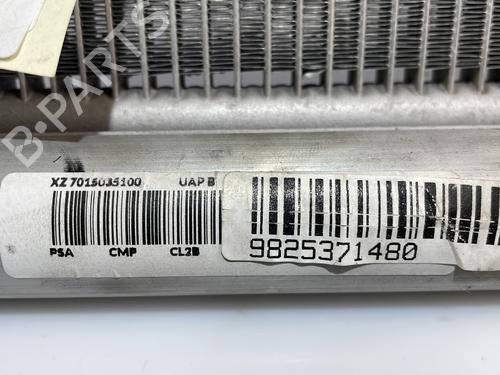 B-PARTS
XZ 7015035100 UAP B
PSA CMP CL2B
9825371480